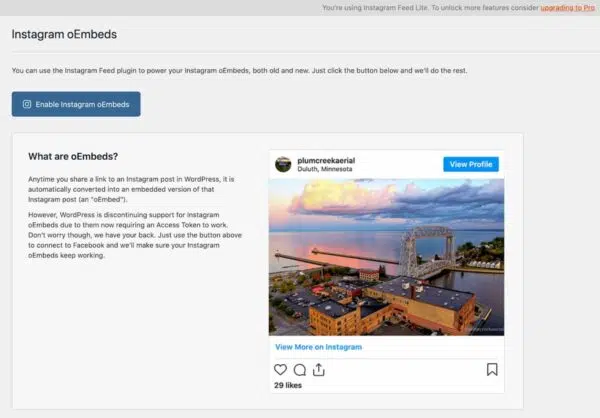 You're using Instagram Feed Lite. To unlock more features consider upgrading to Pro
Instagram oEmbeds
You can use the Instagram Feed plugin to power your Instagram oEmbeds, both old and new. Just click the button below and we'll do the rest.
Enable Instagram oEmbeds
What are oEmbeds?
Anytime you share a link to an Instagram post in WordPress, it is
automatically converted into an embedded version of that
Instagram post (an "oEmbed").
However, WordPress is discontinuing support for Instagram
oEmbeds due to them now requiring an Access Token to work.
Don't worry though, we have your back. Just use the button above
to connect to Facebook and we'll make sure your Instagram
oEmbeds keep working.
plumcreekaerial
Duluth, Minnesota
View Profile
View More on Instagram
29 likes